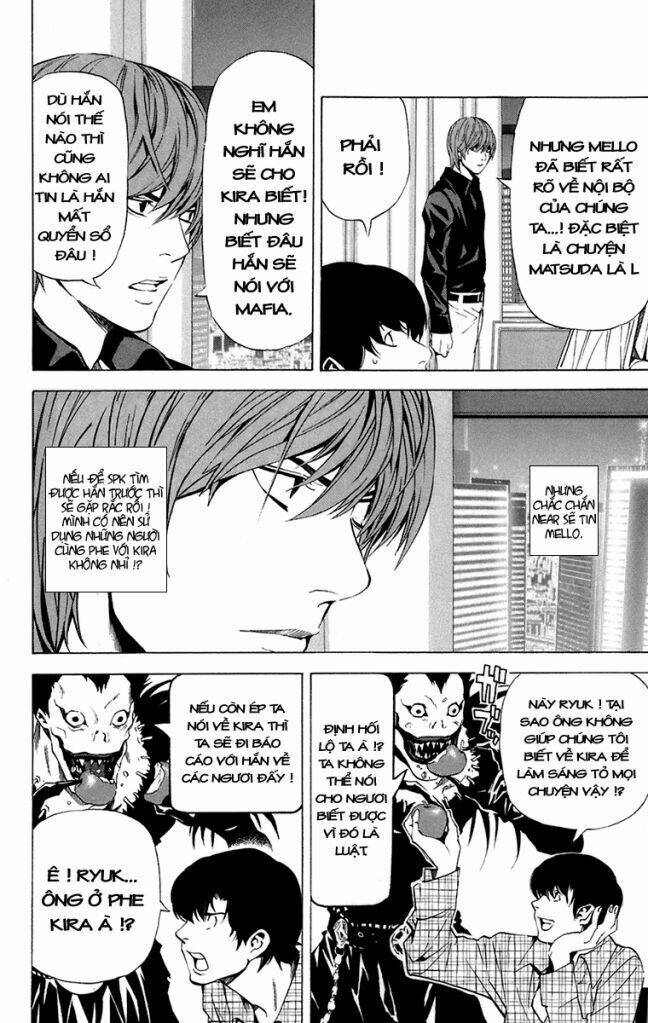 NHƯNG MELLO
ĐÃ BIẾT RẤT
RÕ VỀ NỘI BỘ
CỦA CHÚNG
TA...! ĐẶC BIỆT
LÀ CHUYỆN
MATSUDA LÀ L
PHẢI
RỒI !
EM
KHÔNG
NGHĨ HẮN
SẼ CHO
KIRA BIẾT!
NHƯNG
BIẾT ĐÂU
HẮN SẼ
NÓI VỚI
MAFIA.
DÙ HẮN
NÓI THẾ
NÀO THÌ
CŨNG
KHÔNG AI
TIN LÀ HẮN
MẤT
QUYỂN SỔ
ĐÂU !
NHƯNG
CHẮC CHẮN
NEAR SẼ TIN
MELLO.
NẾU ĐỂ SPK TÌM
ĐƯỢC HẮN TRƯỚC THÌ
SẼ GẶP RẮC RỐI !
MÌNH CÓ NÊN SỬ
DỤNG NHỮNG NGƯỜI
CÙNG PHE VỚI KIRA
KHÔNG NHỈ !?
NÀY RYUK ! TẠI
SAO ÔNG KHÔNG
GIÚP CHÚNG TÔI
BIẾT VỀ KIRA ĐỂ
LÀM SÁNG TỎ MỌI
CHUYỆN VẬY !?
ĐỊNH HỐI
LỘ TA À !?
TA KHÔNG
THỂ NÓI
CHO NGƯƠI
BIẾT ĐƯỢC
VÌ ĐÓ LÀ
LUẬT.
NẾU CÒN ÉP TA
NÓI VỀ KIRA THÌ
TA SẼ ĐI BÁO
CÁO VỚI HẮN VỀ
CÁC NGƯƠI ĐẤY !
Ê ! RYUK...
ÔNG Ở PHE
KIRA À !?